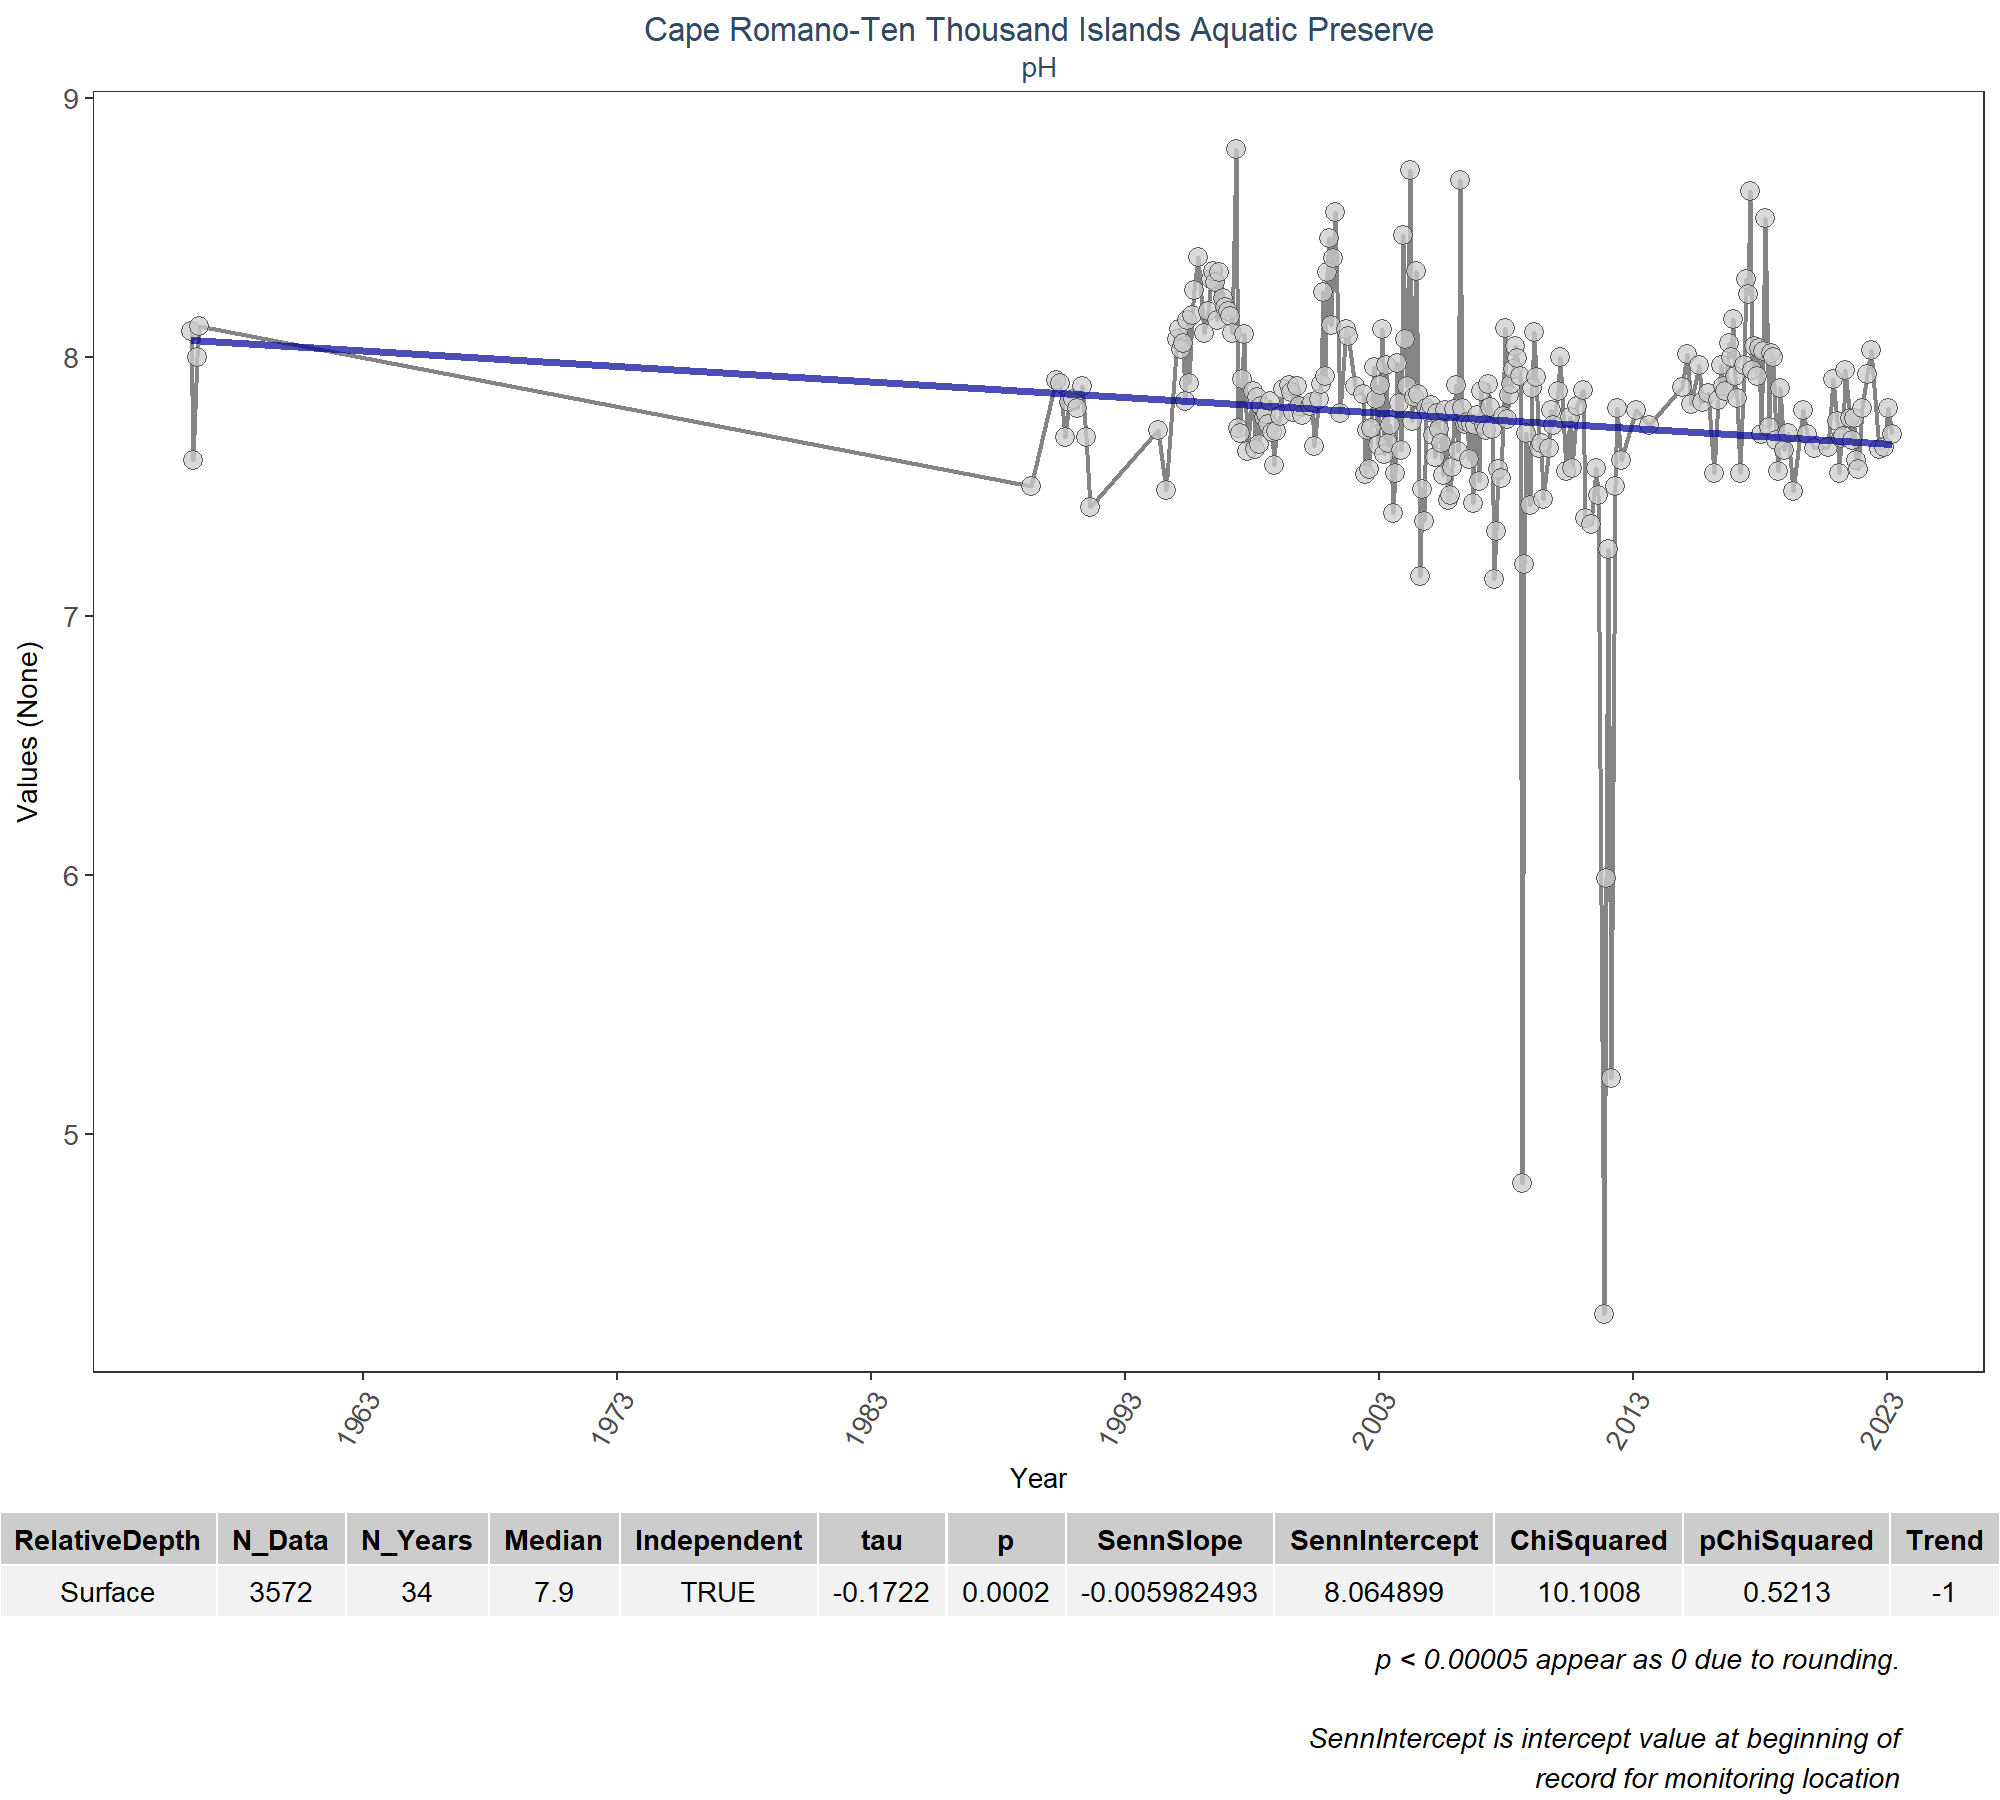 Cape Romano-Ten Thousand Islands Aquatic Preserve
pH
9
8
7
6
5
Values (None)
1963
1973
1983
1993
2003
2013
2023
Year
RelativeDepth N_Data N_Years Median Independent tau p SennSlope SennIntercept ChiSquared pChiSquared Trend
Surface 3572 34 7.9 TRUE -0.1722 0.0002 -0.005982493 8.064899 10.1008 0.5213 -1
p < 0.00005 appear as 0 due to rounding.
SennIntercept is intercept value at beginning of
record for monitoring location